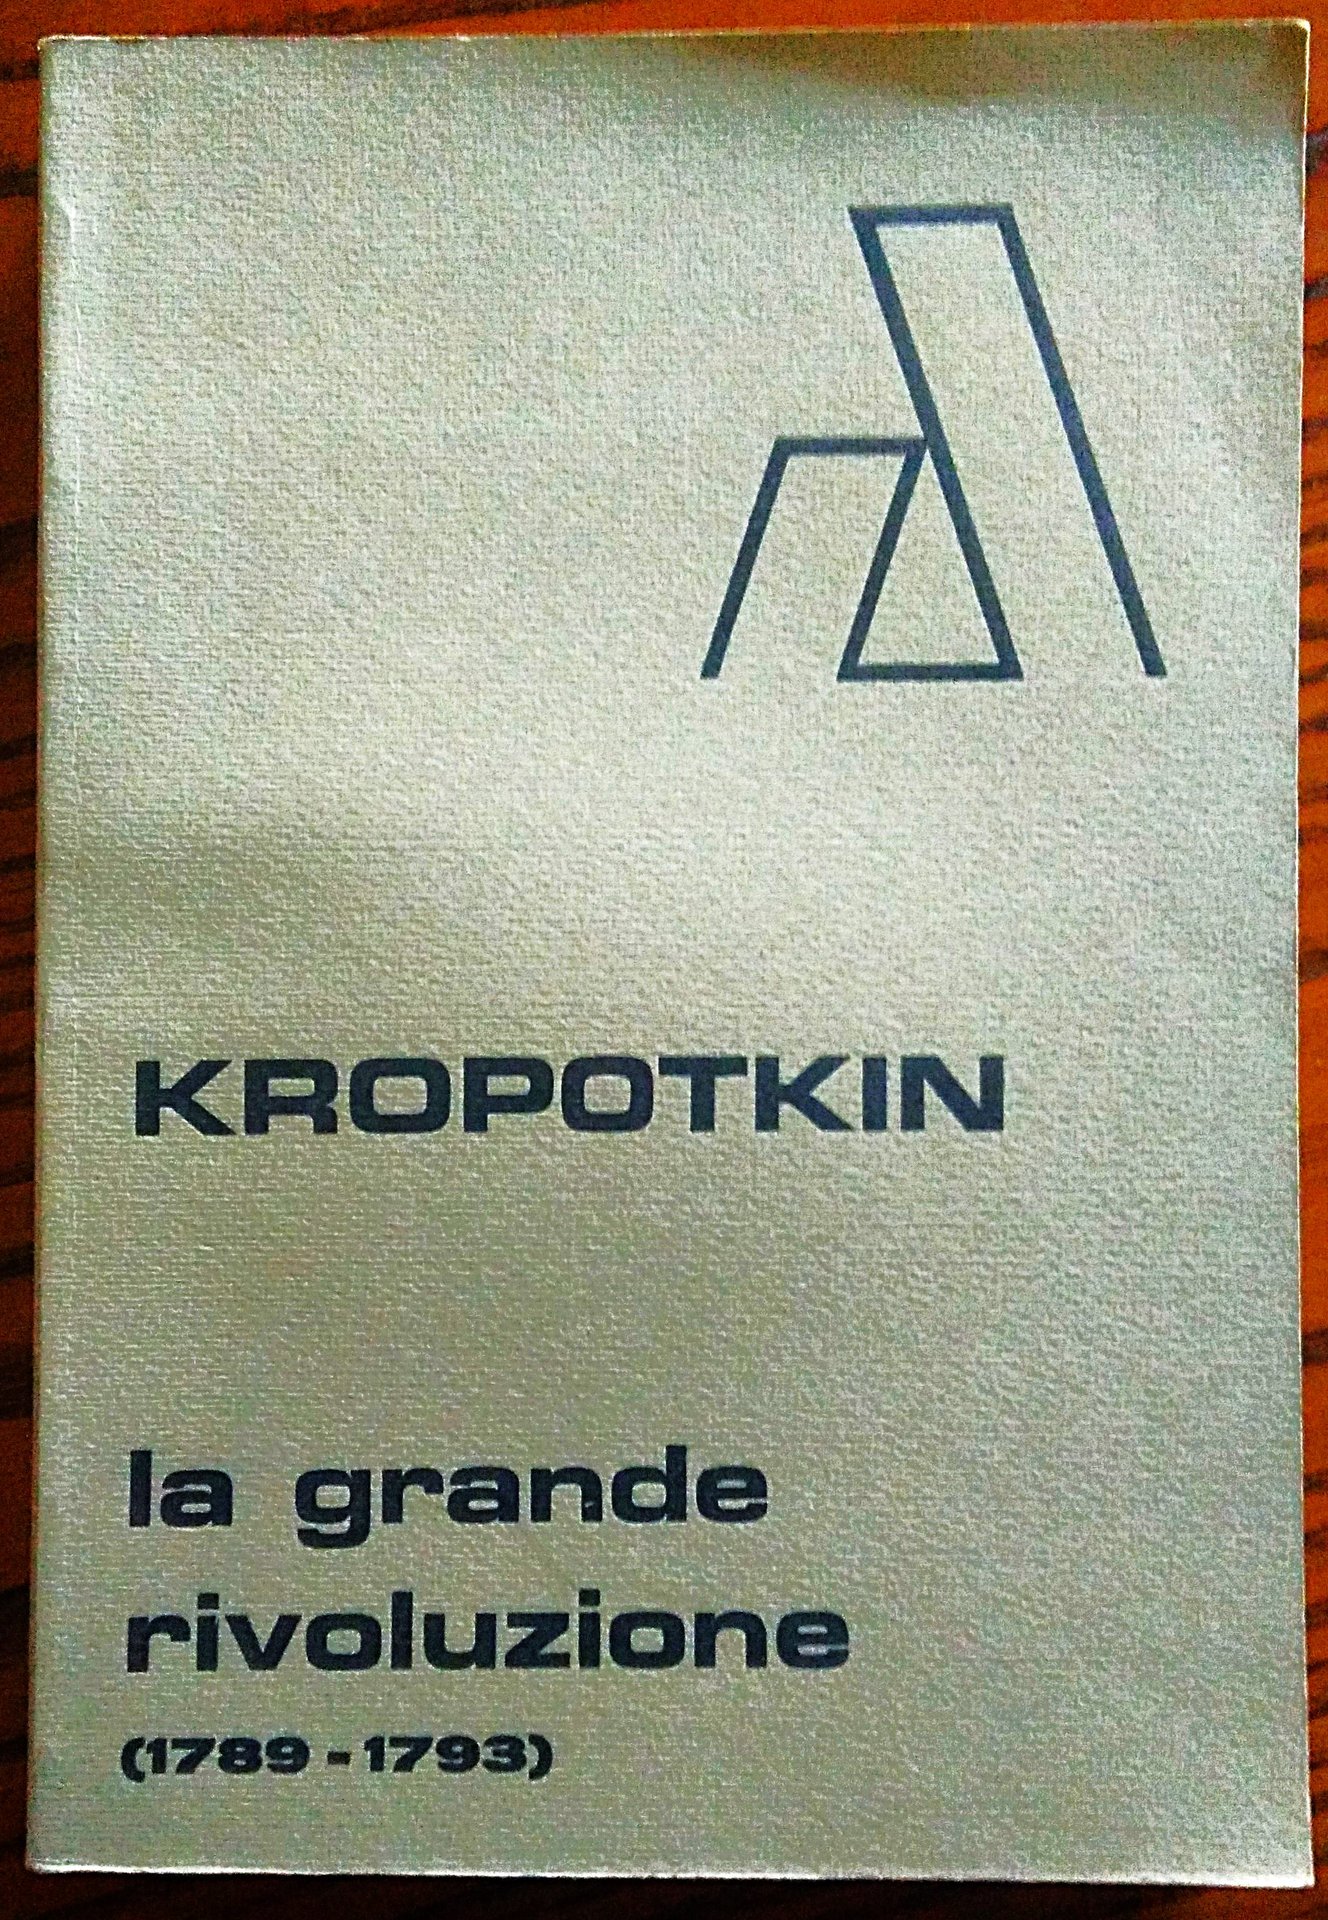 KROPOTKIN
la grande
rivoluzione
(1789-1793)